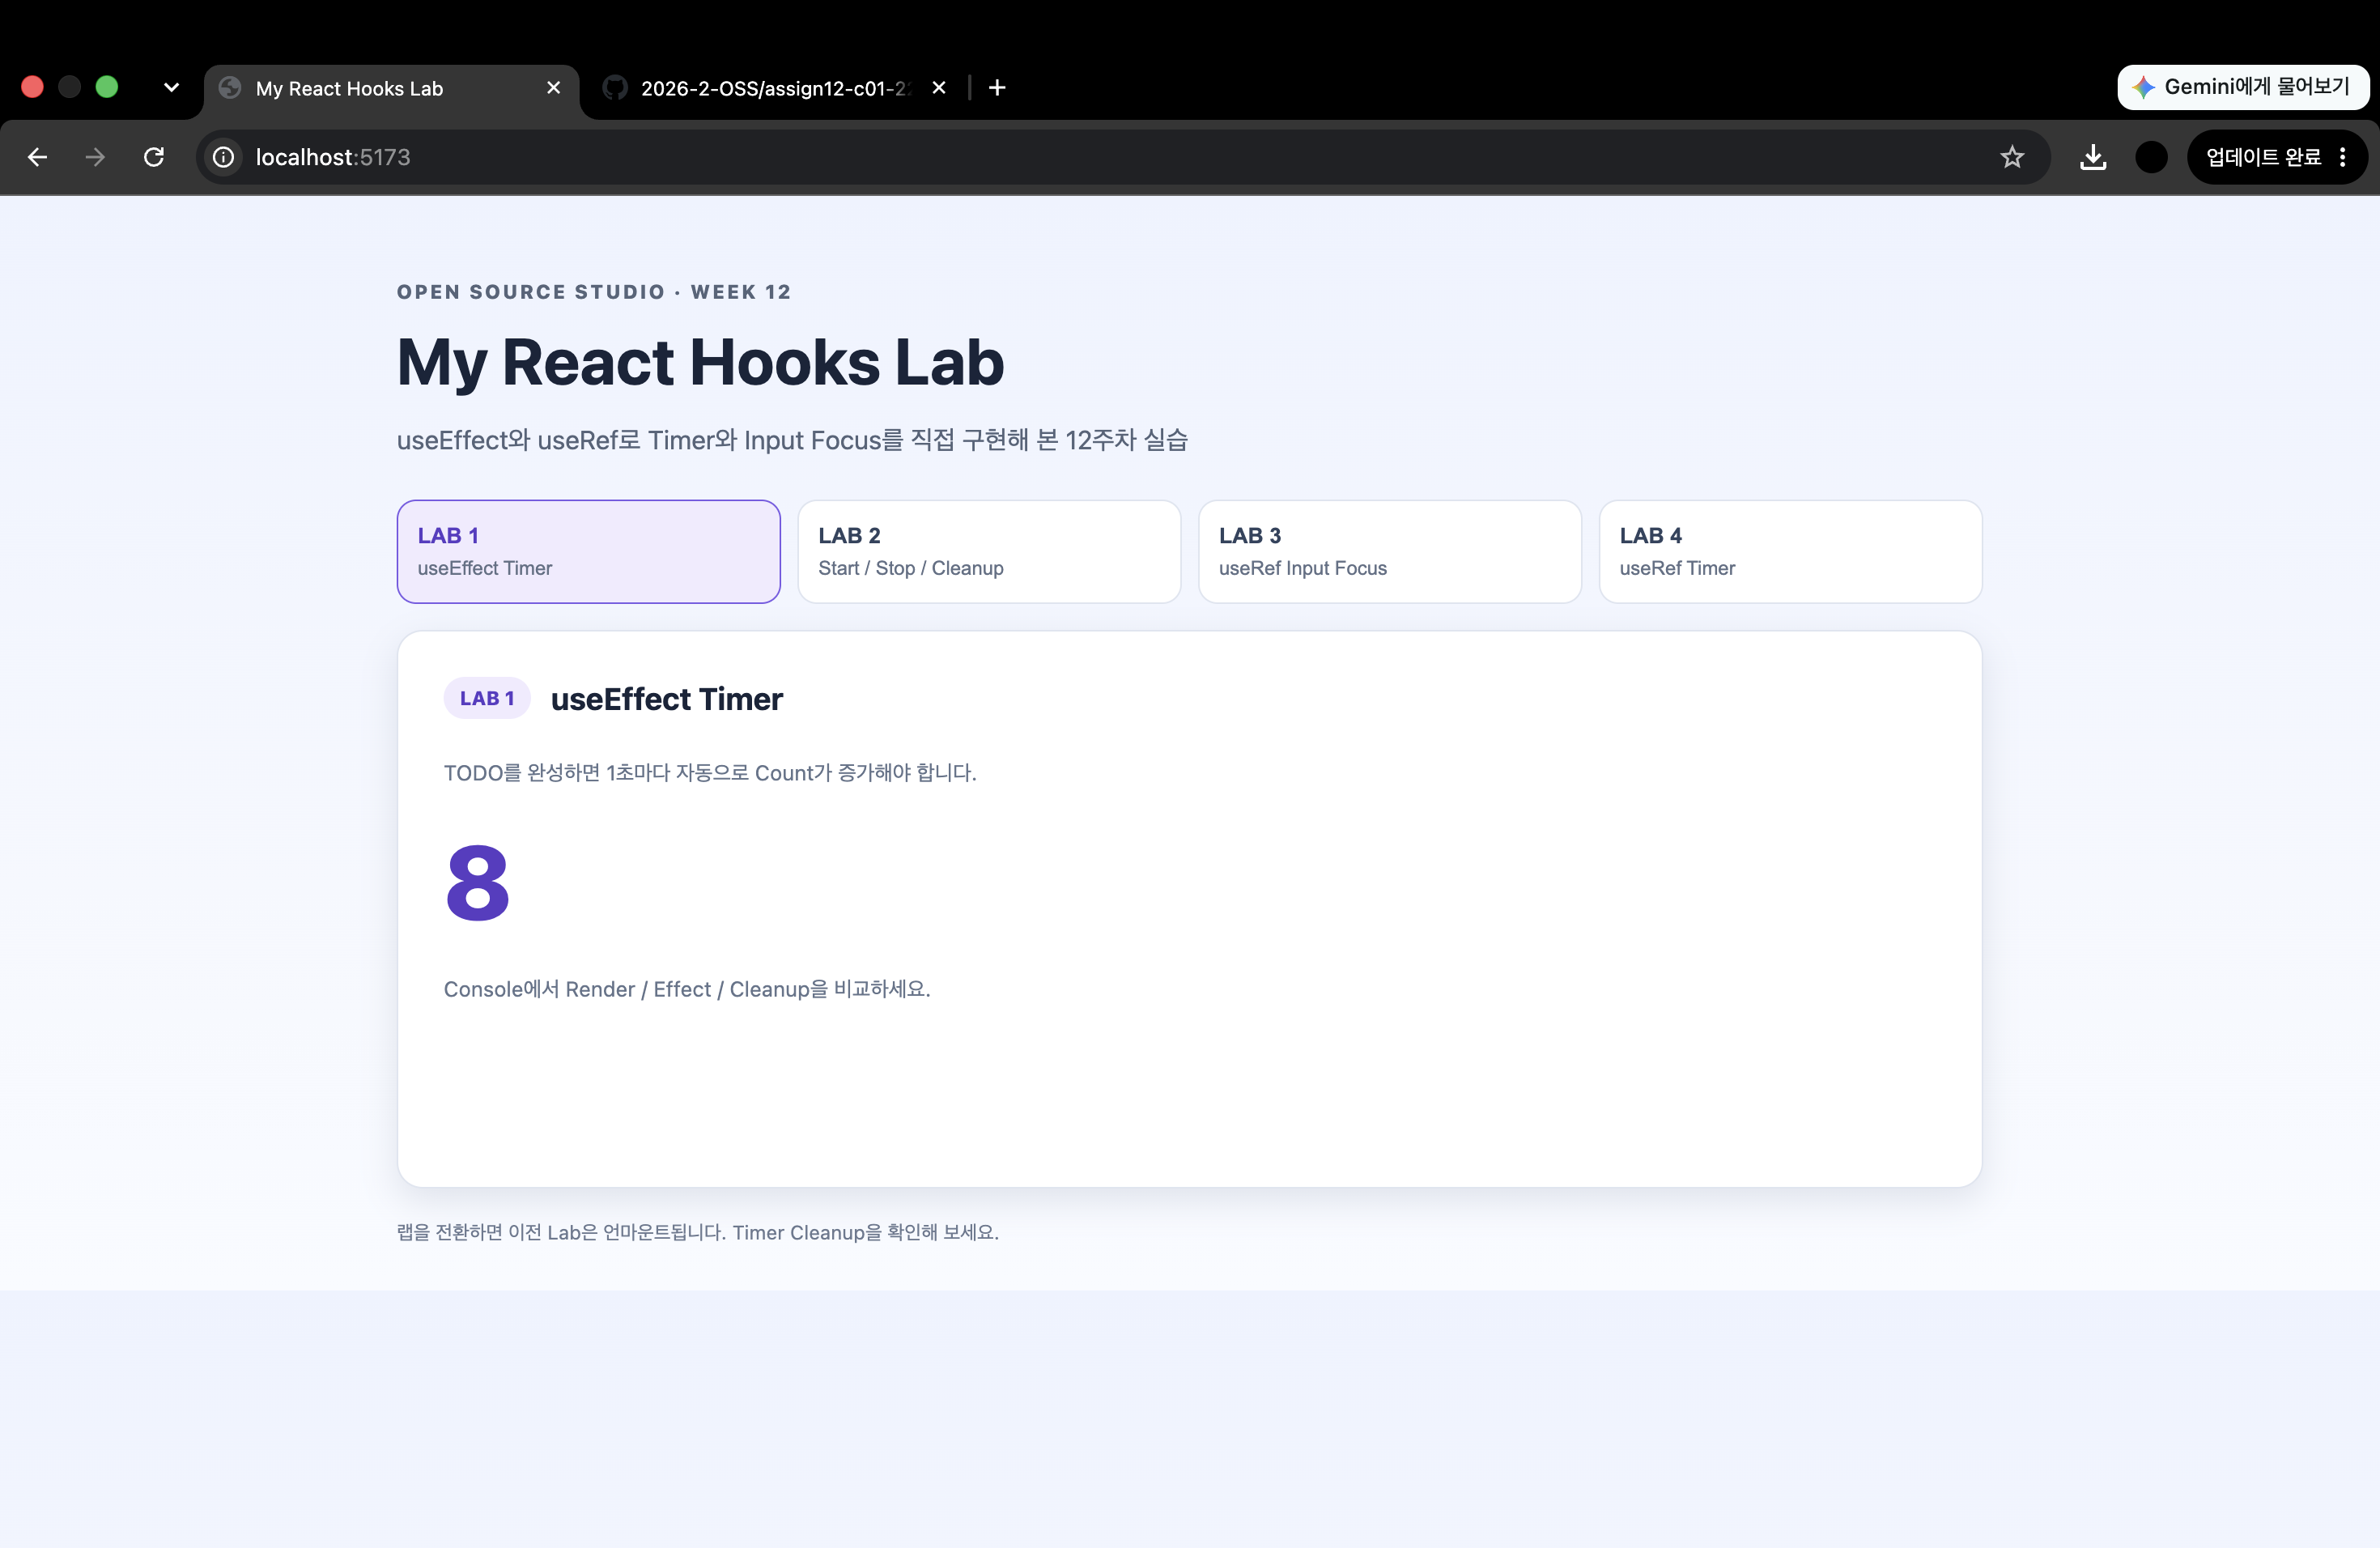 My React Hooks Lab
2026-2-OSS/assign12-c01-2
Gemini에게 물어보기
localhost:5173
업데이트 완료
OPEN SOURCE STUDIO · WEEK 12
My React Hooks Lab
useEffect와 useRef로 Timer와 Input Focus를 직접 구현해 본 12주차 실습
LAB 1
useEffect Timer
LAB 2
Start / Stop / Cleanup
LAB 3
useRef Input Focus
LAB 4
useRef Timer
LAB 1 useEffect Timer
TODO를 완성하면 1초마다 자동으로 Count가 증가해야 합니다.
8
Console에서 Render / Effect / Cleanup을 비교하세요.
랩을 전환하면 이전 Lab은 언마운트됩니다. Timer Cleanup을 확인해 보세요.